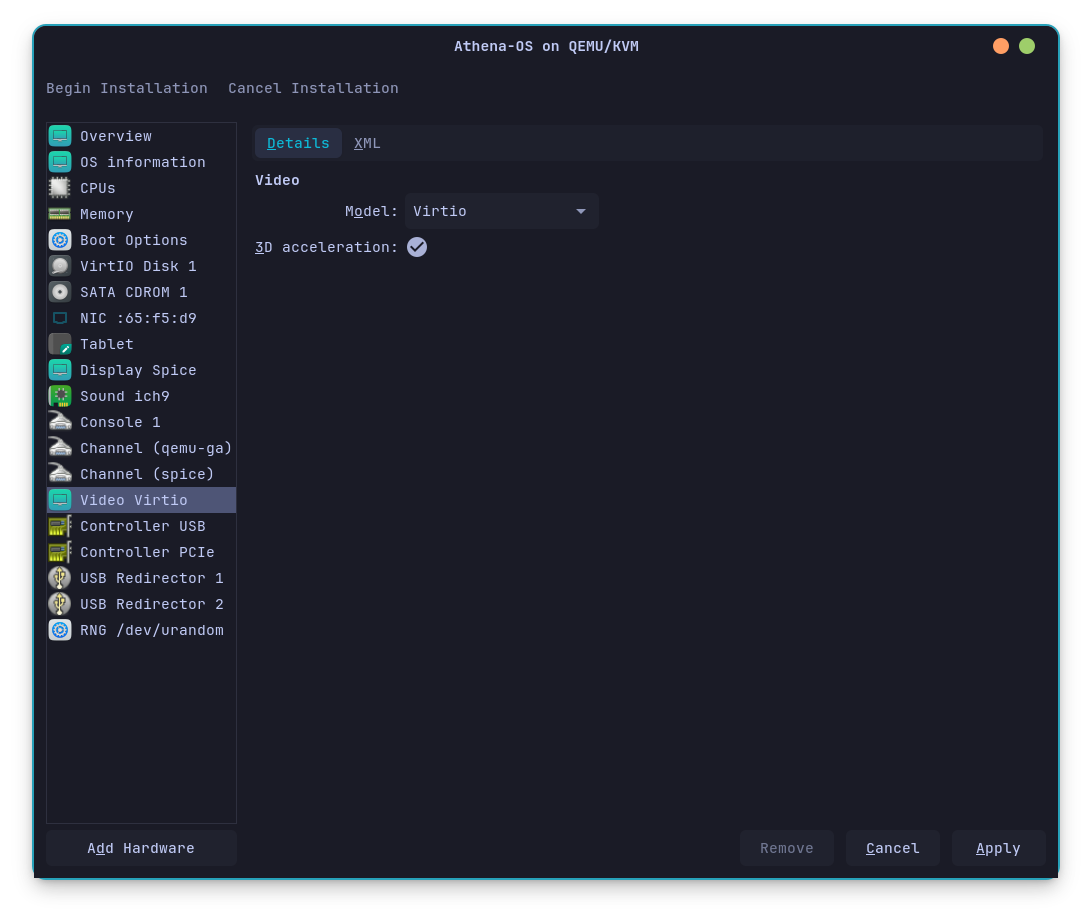 Athena-OS on QEMU/KVM
Begin Installation Cancel Installation
Overview
OS information
CPUs
Memory
Boot Options
VirtIO Disk 1
SATA CDROM 1
NIC :65:f5:d9
Tablet
Display Spice
Sound ich9
Console 1
Channel (qemu-ga)
Channel (spice)
Video Virtio
Controller USB
Controller PCIe
USB Redirector 1
USB Redirector 2
RNG /dev/urandom
Add Hardware
Details XML
Video
Model: Virtio
3D acceleration:
Remove Cancel Apply